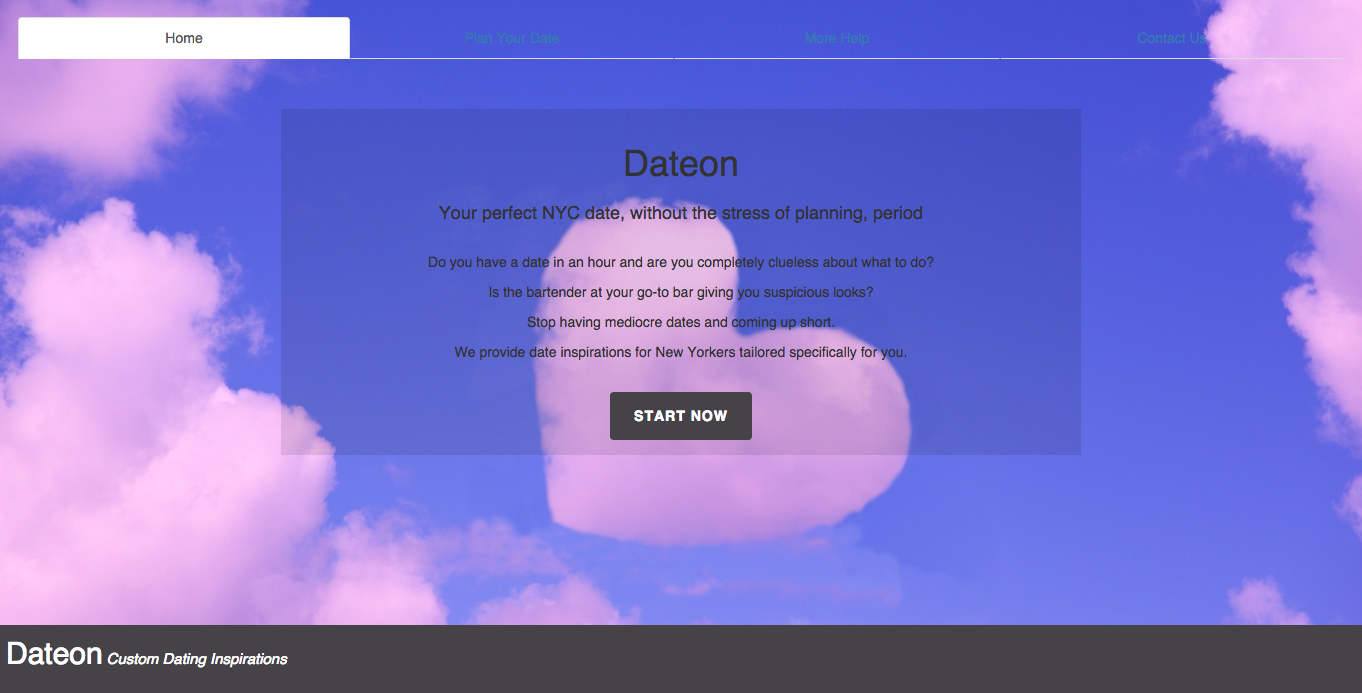 Home
Plan Your Date
More Help
Contact Us
Dateon
Your perfect NYC date, without the stress of planning, period
Do you have a date in an hour and are you completely clueless about what to do?
Is the bartender at your go-to bar giving you suspicious looks?
Stop having mediocre dates and coming up short.
We provide date inspirations for New Yorkers tailored specifically for you.
START NOW
Dateon Custom Dating Inspirations